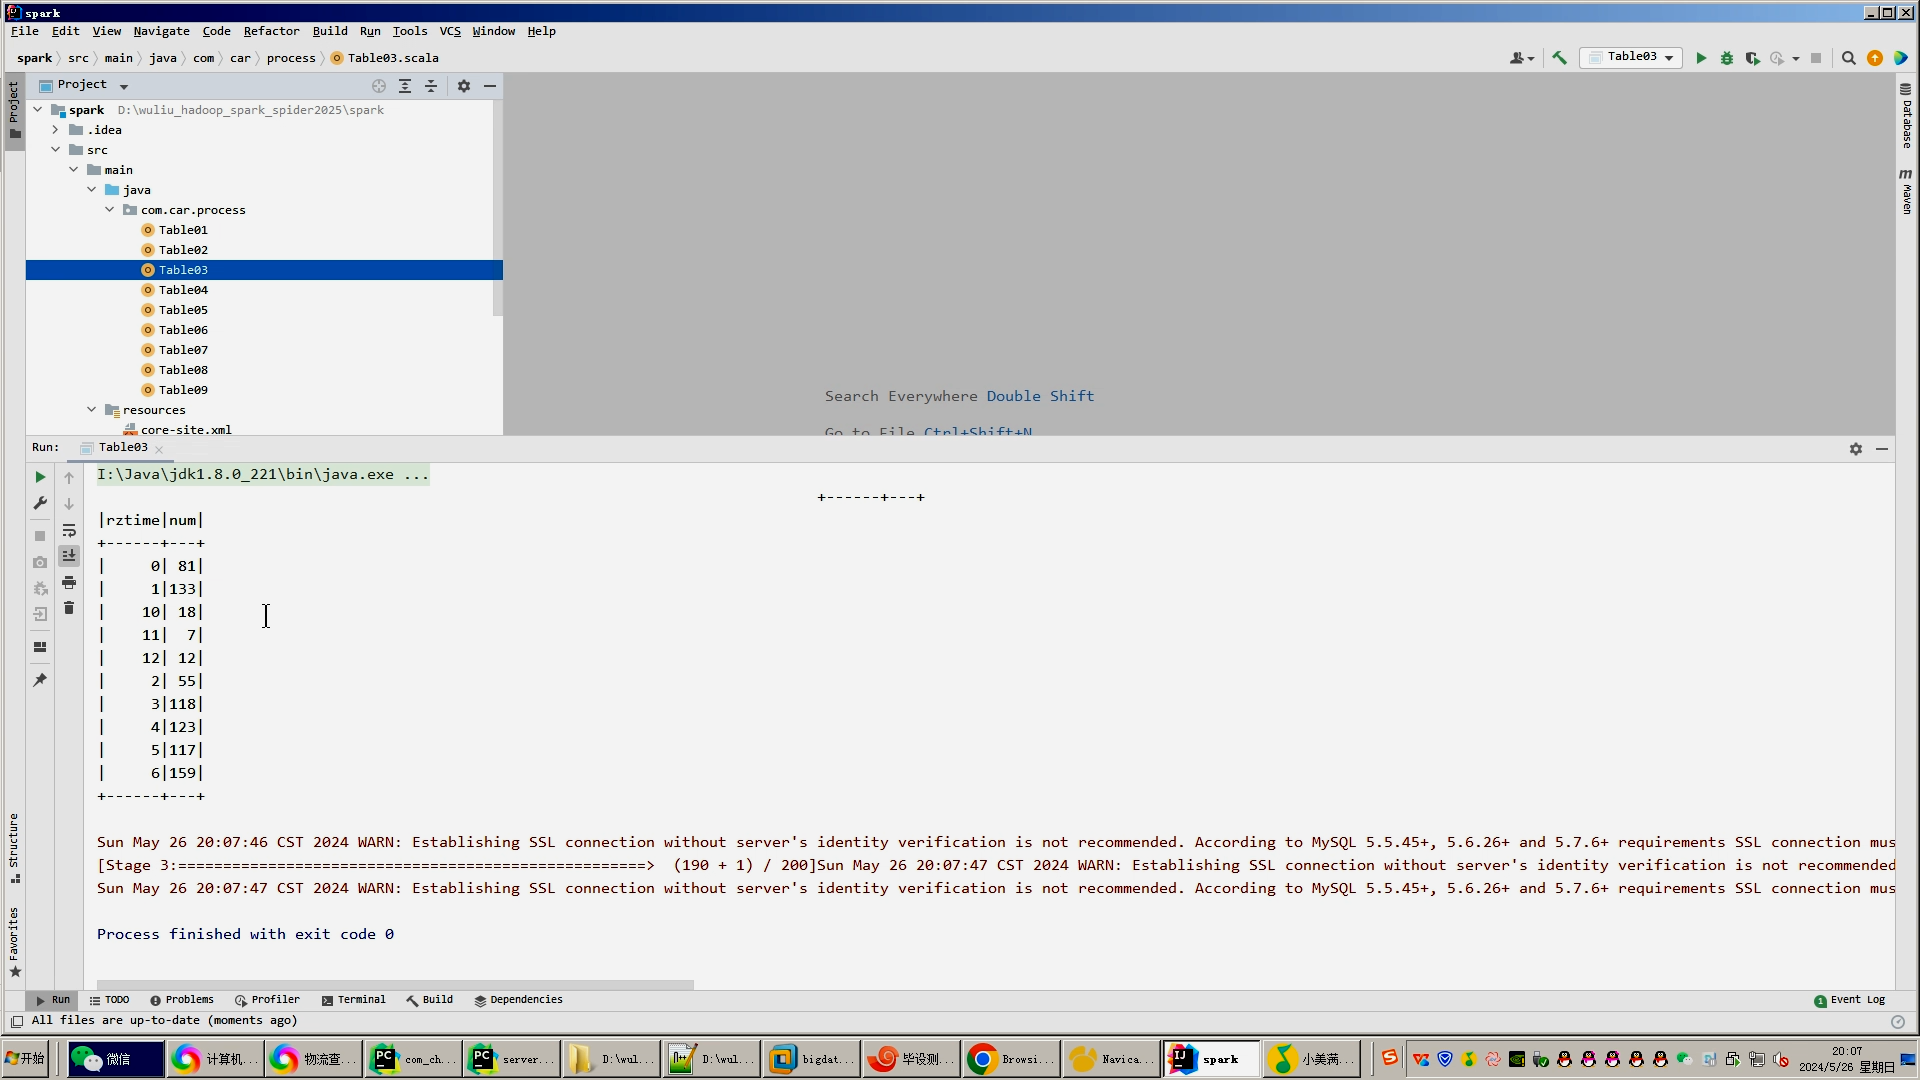 spark
File Edit View Navigate Code Refactor Build Run Tools VCS Window Help
spark src main java com car process Table03.scala
Table03
Project
Project
spark D:\wuliu_hadoop_spark_spider2025\spark
.idea
src
main
java
com.car.process
Table01
Table02
Table03
Table04
Table05
Table06
Table07
Table08
Table09
resources
core-site.xml
Search Everywhere Double Shift
Go to File Ctrl+Shift+N
Database
Maven
Run: Table03
I:\Java\jdk1.8.0_221\bin\java.exe ...
+------+---+
|rztime|num|
+------+---+
|     0| 81|
|     1|133|
|    10| 18|
|    11|  7|
|    12| 12|
|     2| 55|
|     3|118|
|     4|123|
|     5|117|
|     6|159|
+------+---+
Sun May 26 20:07:46 CST 2024 WARN: Establishing SSL connection without server's identity verification is not recommended. According to MySQL 5.5.45+, 5.6.26+ and 5.7.6+ requirements SSL connection mus
[Stage 3:====================================================> (190 + 1) / 200]Sun May 26 20:07:47 CST 2024 WARN: Establishing SSL connection without server's identity verification is not recommended
Sun May 26 20:07:47 CST 2024 WARN: Establishing SSL connection without server's identity verification is not recommended. According to MySQL 5.5.45+, 5.6.26+ and 5.7.6+ requirements SSL connection mus
Process finished with exit code 0
Structure
Favorites
Run TODO Problems Profiler Terminal Build Dependencies 1 Event Log
All files are up-to-date (moments ago)
开始 微信 计算机... 物流查... com_ch... server... D:\wul... D:\wul... bigdat... 毕设测... Browsi... Navica... spark 小美满...
20:07
2024/5/26 星期日